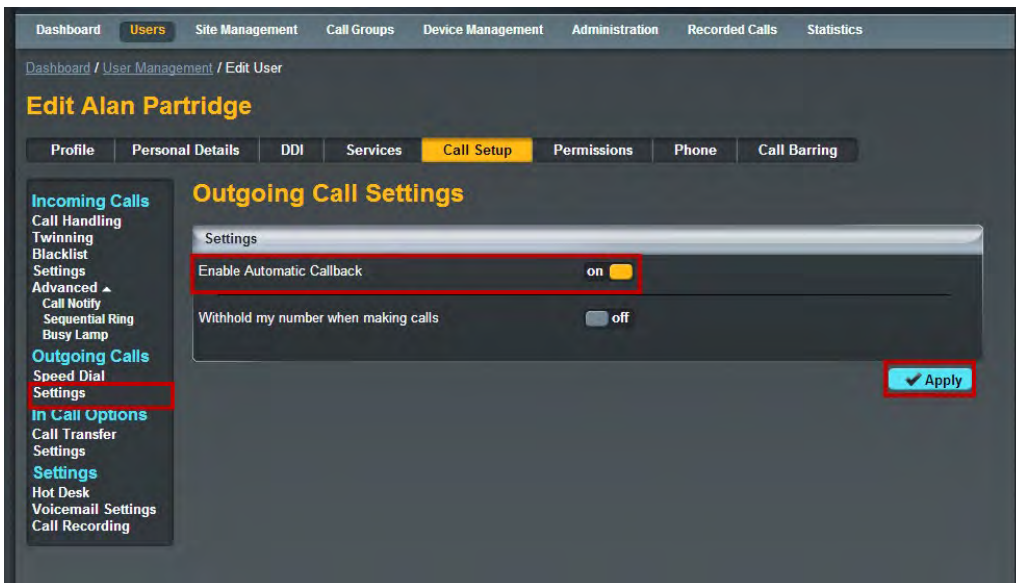 Dashboard Users Site Management Call Groups Device Management Administration Recorded Calls Statistics
Dashboard / User Management / Edit User
Edit Alan Partridge
Profile Personal Details DDI Services Call Setup Permissions Phone Call Barring
Incoming Calls
Call Handling
Twinning
Blacklist
Settings
Advanced
Call Notify
Sequential Ring
Busy Lamp
Outgoing Calls
Speed Dial
Settings
In Call Options
Call Transfer
Settings
Settings
Hot Desk
Voicemail Settings
Call Recording
Outgoing Call Settings
Settings
Enable Automatic Callback on
Withhold my number when making calls off
Apply